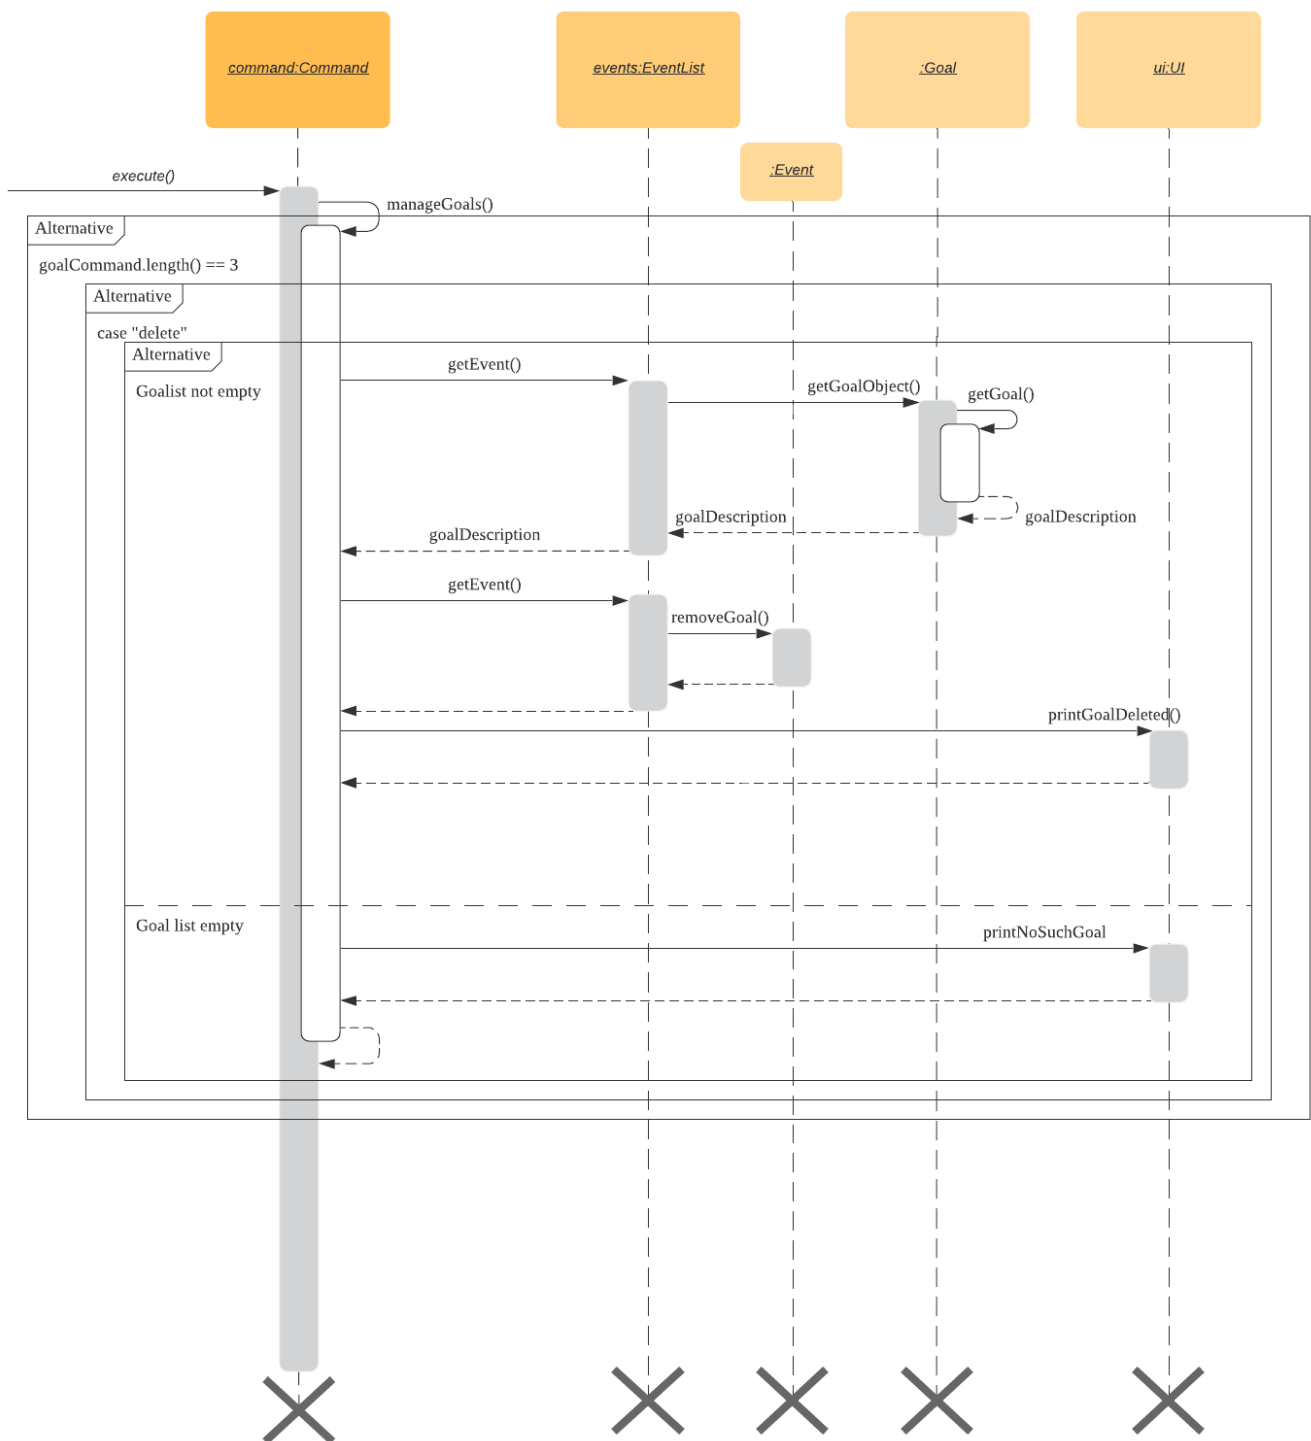 command:Command
events:EventList
:Goal
ui:UI
:Event
execute()
manageGoals()
Alternative
goalCommand.length() == 3
Alternative
case "delete"
Alternative
getEvent()
Goalist not empty
getGoalObject()
getGoal()
goalDescription
goalDescription
goalDescription
getEvent()
removeGoal()
printGoalDeleted()
Goal list empty
printNoSuchGoal